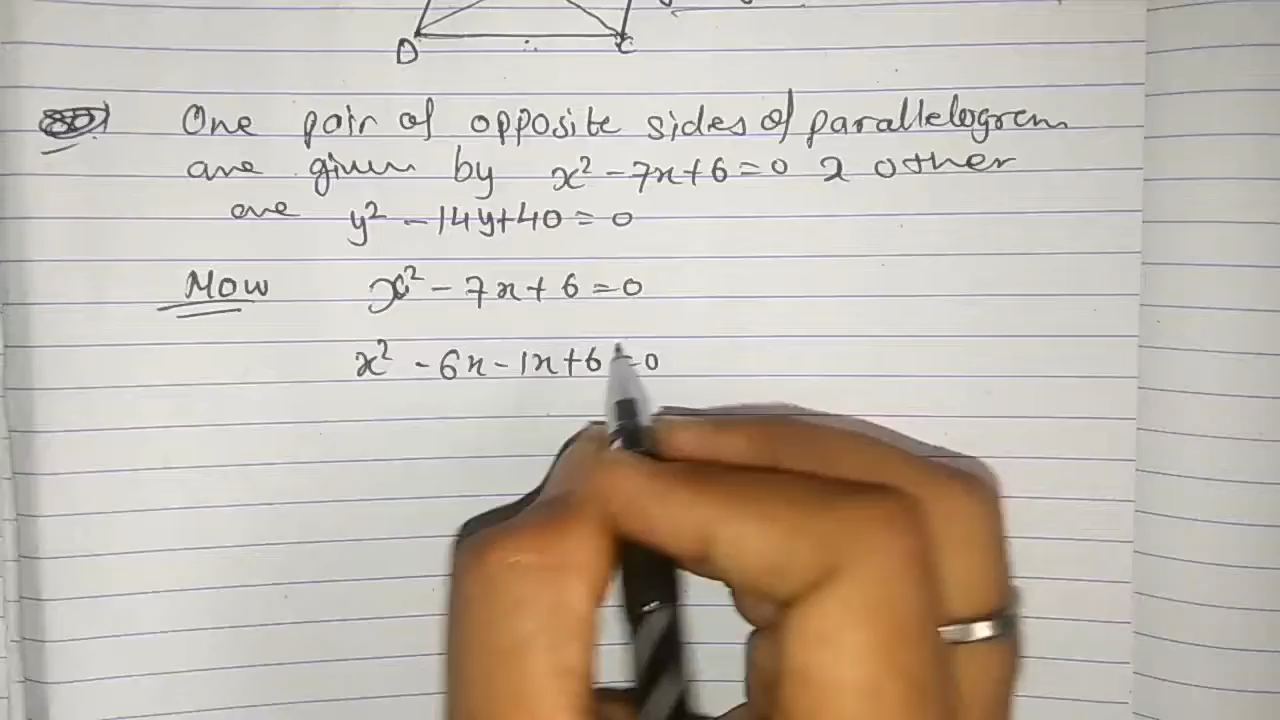 D C
One pair of opposite sides of parallelogram
are given by x² - 7x + 6 = 0 & other
are y² - 14y + 40 = 0
Now x² - 7x + 6 = 0
x² - 6x - 1x + 6 = 0